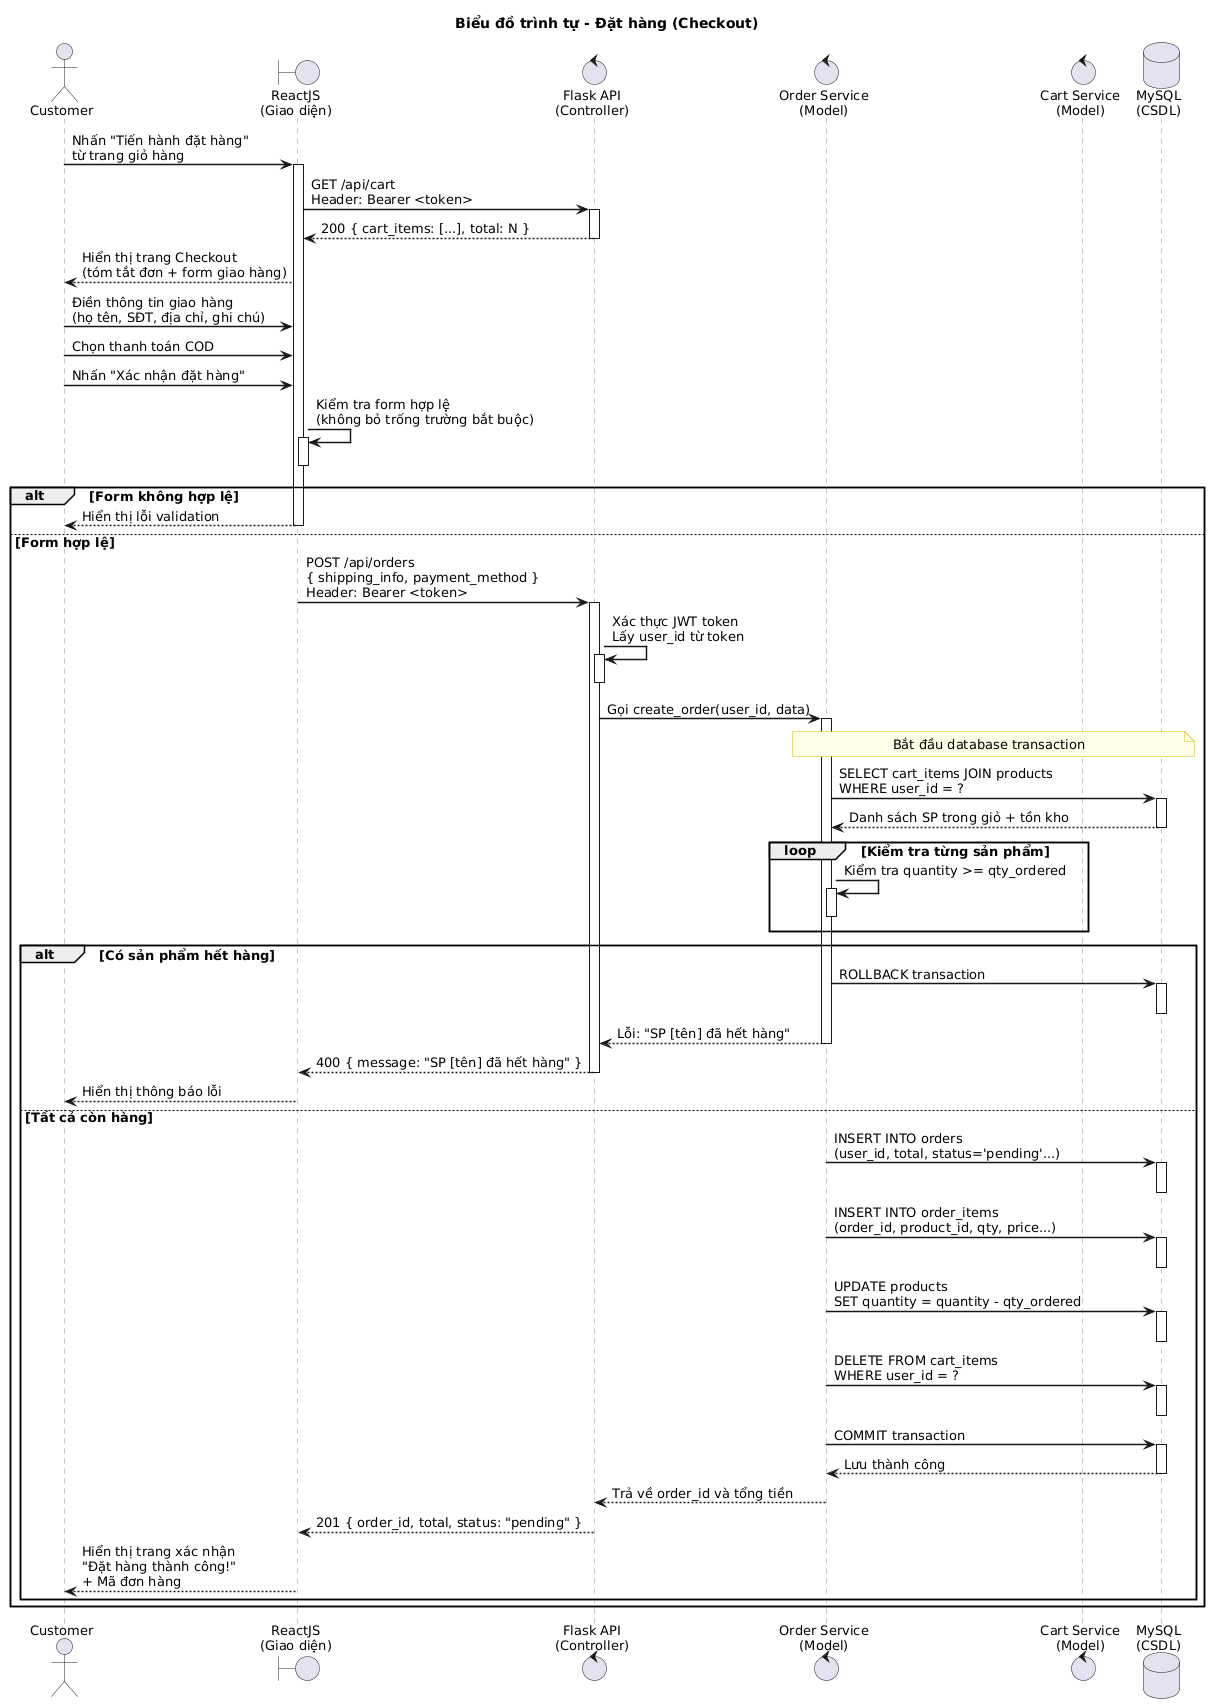 Biểu đồ trình tự - Đặt hàng (Checkout)
Customer
ReactJS
(Giao diện)
Flask API
(Controller)
Order Service
(Model)
Cart Service
(Model)
MySQL
(CSDL)
Nhấn "Tiến hành đặt hàng"
từ trang giỏ hàng
GET /api/cart
Header: Bearer <token>
200 { cart_items: [...], total: N }
Hiển thị trang Checkout
(tóm tắt đơn + form giao hàng)
Điền thông tin giao hàng
(họ tên, SĐT, địa chỉ, ghi chú)
Chọn thanh toán COD
Nhấn "Xác nhận đặt hàng"
Kiểm tra form hợp lệ
(không bỏ trống trường bắt buộc)
alt [Form không hợp lệ]
Hiển thị lỗi validation
[Form hợp lệ]
POST /api/orders
{ shipping_info, payment_method }
Header: Bearer <token>
Xác thực JWT token
Lấy user_id từ token
Gọi create_order(user_id, data)
Bắt đầu database transaction
SELECT cart_items JOIN products
WHERE user_id = ?
Danh sách SP trong giỏ + tồn kho
loop [Kiểm tra từng sản phẩm]
Kiểm tra quantity >= qty_ordered
alt [Có sản phẩm hết hàng]
ROLLBACK transaction
Lỗi: "SP [tên] đã hết hàng"
400 { message: "SP [tên] đã hết hàng" }
Hiển thị thông báo lỗi
[Tất cả còn hàng]
INSERT INTO orders
(user_id, total, status='pending'...)
INSERT INTO order_items
(order_id, product_id, qty, price...)
UPDATE products
SET quantity = quantity - qty_ordered
DELETE FROM cart_items
WHERE user_id = ?
COMMIT transaction
Lưu thành công
Trả về order_id và tổng tiền
201 { order_id, total, status: "pending" }
Hiển thị trang xác nhận
"Đặt hàng thành công!"
+ Mã đơn hàng
Customer
ReactJS
(Giao diện)
Flask API
(Controller)
Order Service
(Model)
Cart Service
(Model)
MySQL
(CSDL)